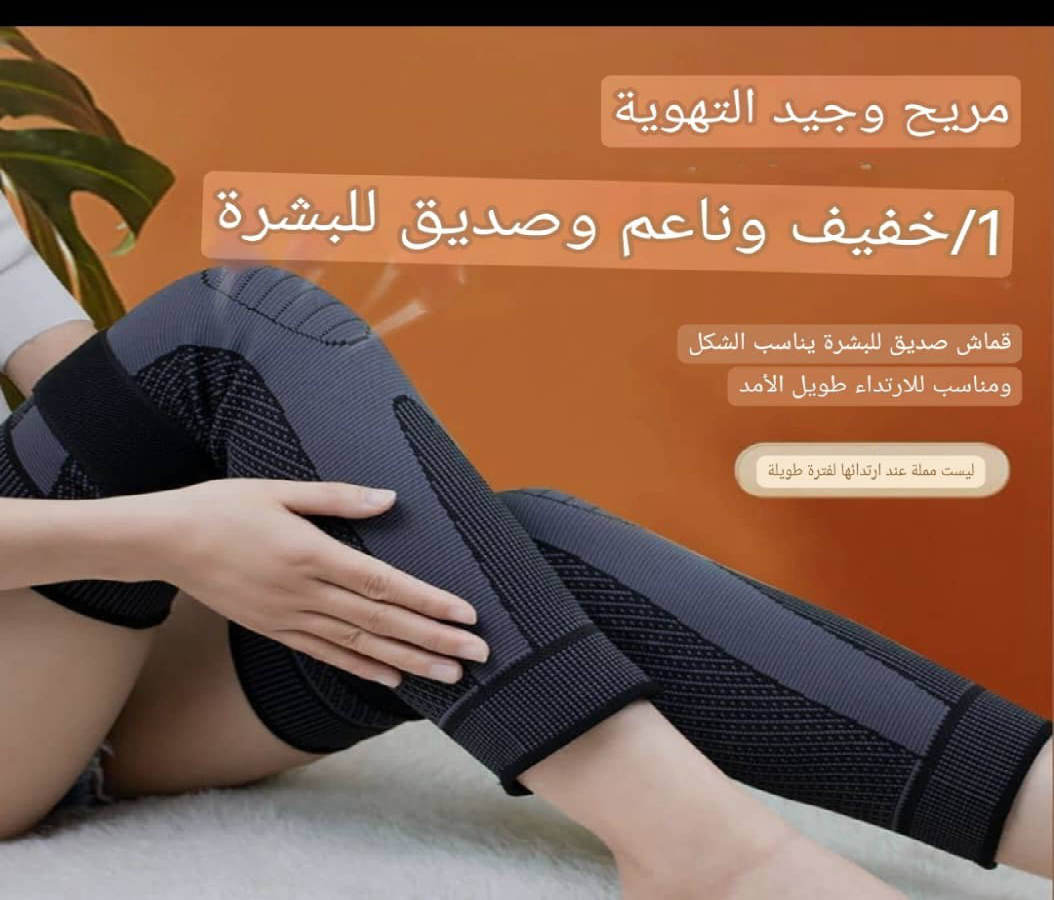 مريح وجيد التهوية
1/خفيف وناعم وصديق للبشرة
قماش صديق للبشرة يناسب الشكل
ومناسب للارتداء طويل الأمد
ليست مملة عند ارتدائها لفترة طويلة